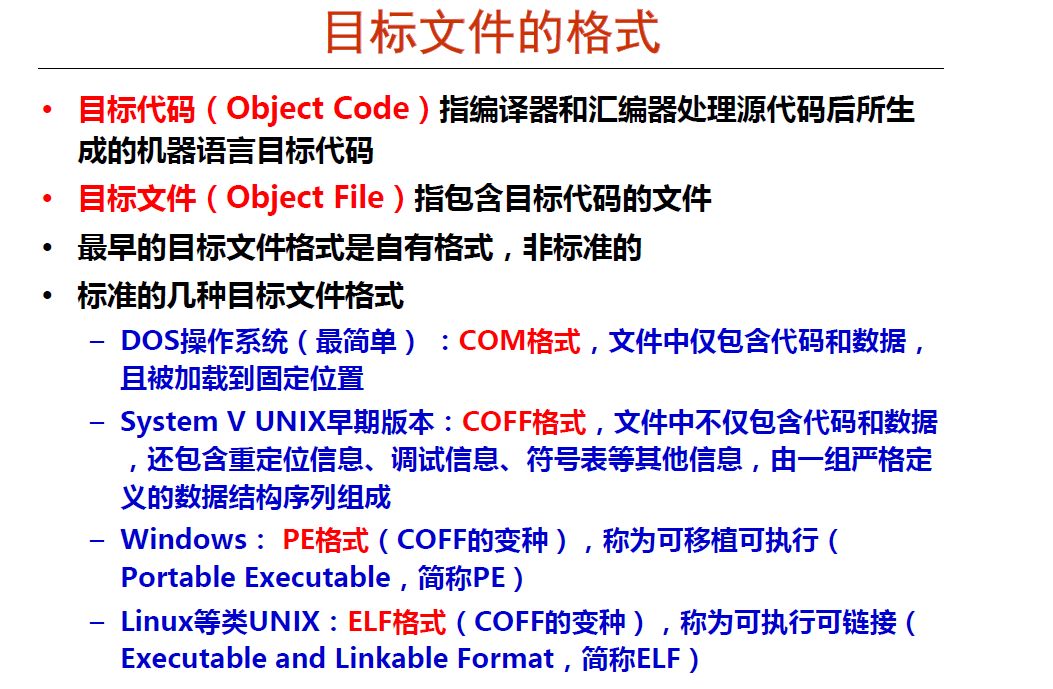 目标文件的格式
• 目标代码（Object Code）指编译器和汇编器处理源代码后所生
成的机器语言目标代码
• 目标文件（Object File）指包含目标代码的文件
• 最早的目标文件格式是自有格式，非标准的
• 标准的几种目标文件格式
– DOS操作系统（最简单） ：COM格式，文件中仅包含代码和数据，
且被加载到固定位置
– System V UNIX早期版本：COFF格式，文件中不仅包含代码和数据
，还包含重定位信息、调试信息、符号表等其他信息，由一组严格定
义的数据结构序列组成
– Windows： PE格式（COFF的变种），称为可移植可执行（
Portable Executable，简称PE）
– Linux等类UNIX：ELF格式（COFF的变种），称为可执行可链接（
Executable and Linkable Format，简称ELF）